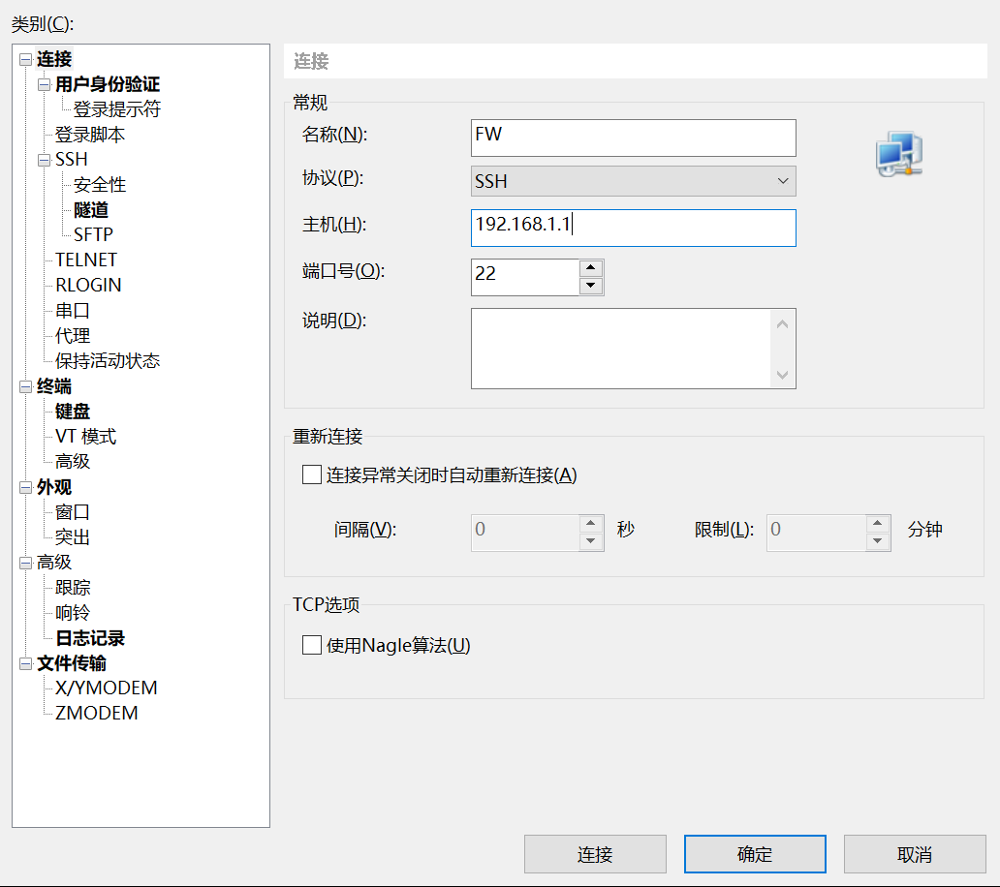 类别(C):
连接
用户身份验证
登录提示符
登录脚本
SSH
安全性
隧道
SFTP
TELNET
RLOGIN
串口
代理
保持活动状态
终端
键盘
VT 模式
高级
外观
窗口
突出
高级
跟踪
响铃
日志记录
文件传输
X/YMODEM
ZMODEM
连接
常规
名称(N): FW
协议(P): SSH
主机(H): 192.168.1.1
端口号(O): 22
说明(D):
重新连接
连接异常关闭时自动重新连接(A)
间隔(V): 0 秒 限制(L): 0 分钟
TCP选项
使用Nagle算法(U)
连接 确定 取消